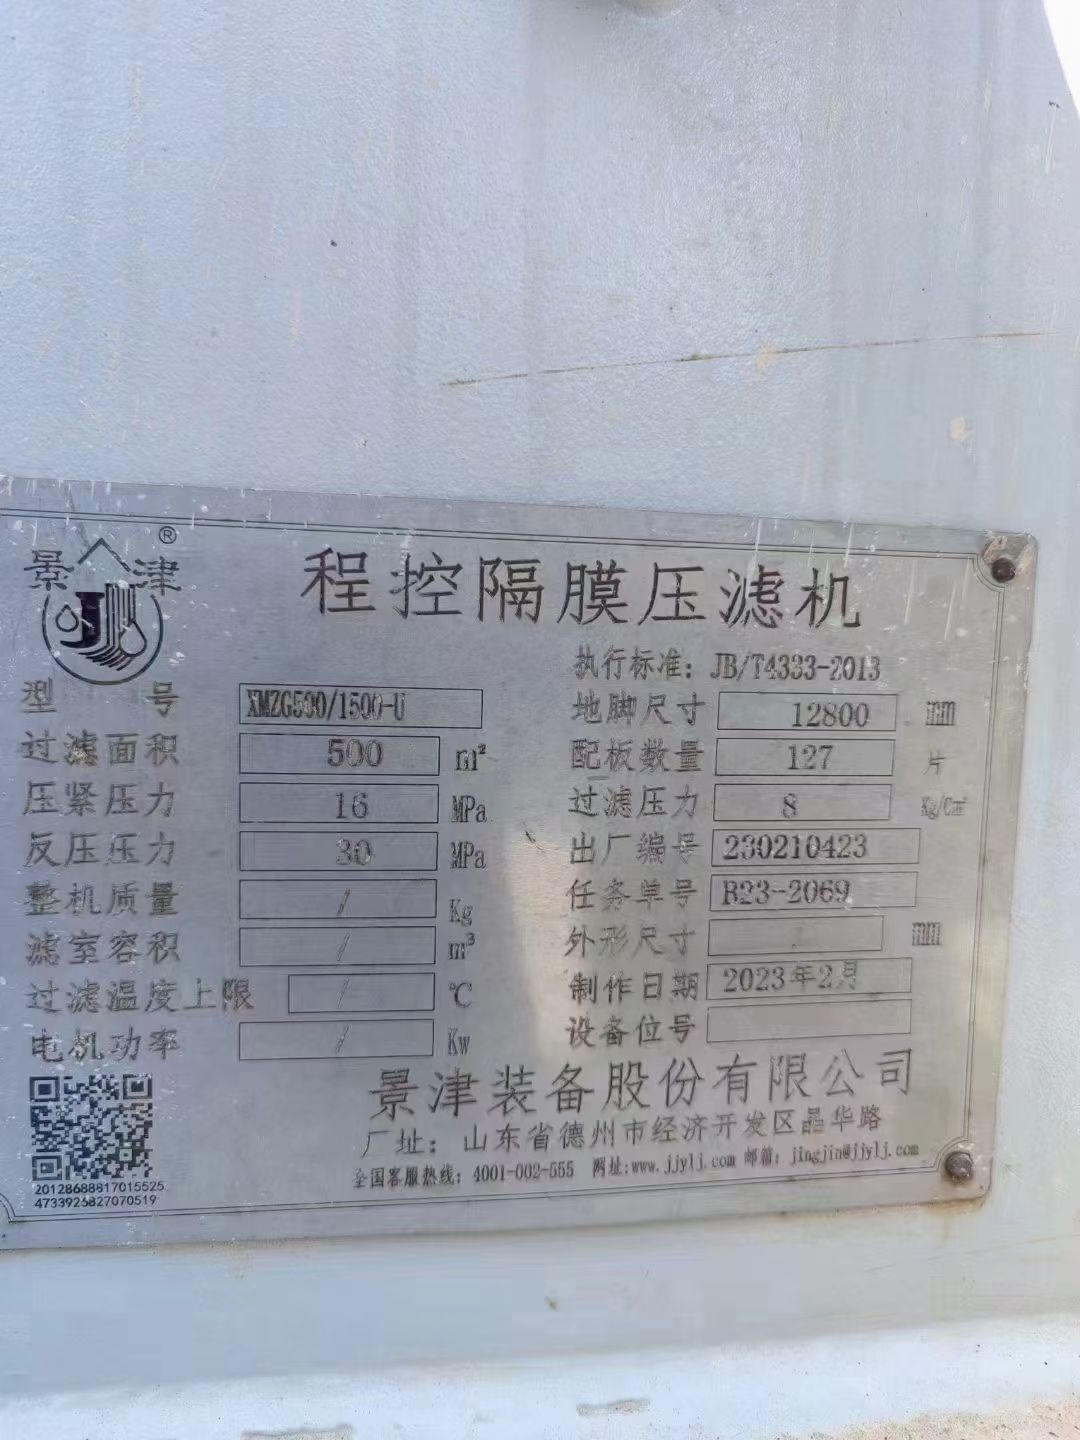 景津®
程控隔膜压滤机
执行标准：JB/T4333-2013
型 号 XMZG500/1500-U
地脚尺寸 12800 mm
过滤面积 500 m²
配板数量 127 片
压紧压力 16 MPa
过滤压力 8 Kg/Cm²
反压压力 30 MPa
出厂编号 230210423
整机质量 / Kg
任务单号 R23-2069
滤室容积 / m³
外形尺寸 / mm
过滤温度上限 / ℃
制作日期 2023年2月
电机功率 / Kw
设备位号
景津装备股份有限公司
厂址：山东省德州市经济开发区晶华路
全国客服热线：4001-002-555 网址:www.jjylj.com 邮箱：jingjin@jjylj.com
20128688817015525
4733925827070519